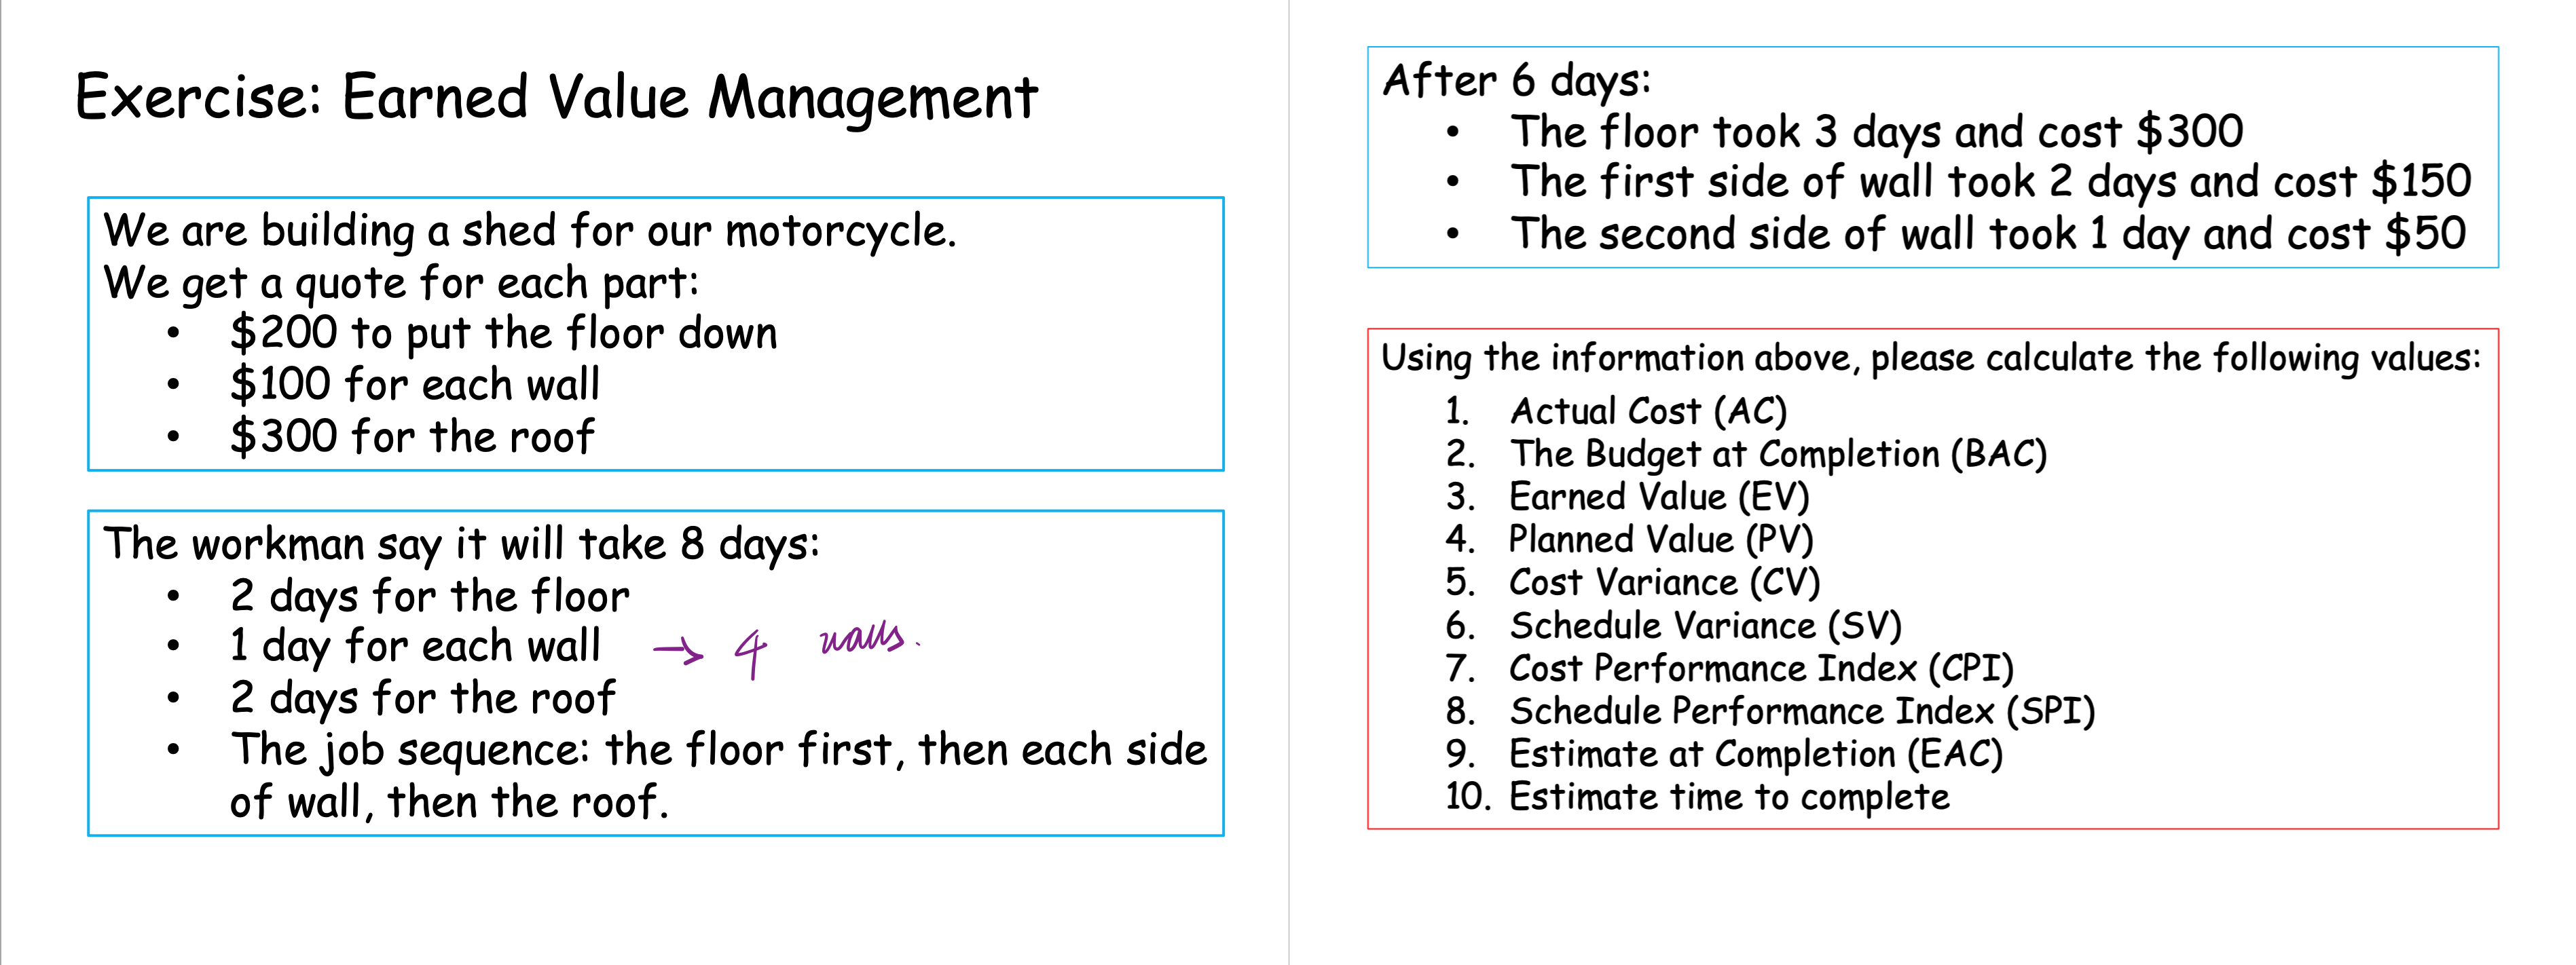 Exercise: Earned Value Management
We are building a shed for our motorcycle.
We get a quote for each part:
• $200 to put the floor down
• $100 for each wall
• $300 for the roof
The workman say it will take 8 days:
• 2 days for the floor
• 1 day for each wall → 4 walls.
• 2 days for the roof
• The job sequence: the floor first, then each side
of wall, then the roof.
After 6 days:
• The floor took 3 days and cost $300
• The first side of wall took 2 days and cost $150
• The second side of wall took 1 day and cost $50
Using the information above, please calculate the following values:
1. Actual Cost (AC)
2. The Budget at Completion (BAC)
3. Earned Value (EV)
4. Planned Value (PV)
5. Cost Variance (CV)
6. Schedule Variance (SV)
7. Cost Performance Index (CPI)
8. Schedule Performance Index (SPI)
9. Estimate at Completion (EAC)
10. Estimate time to complete